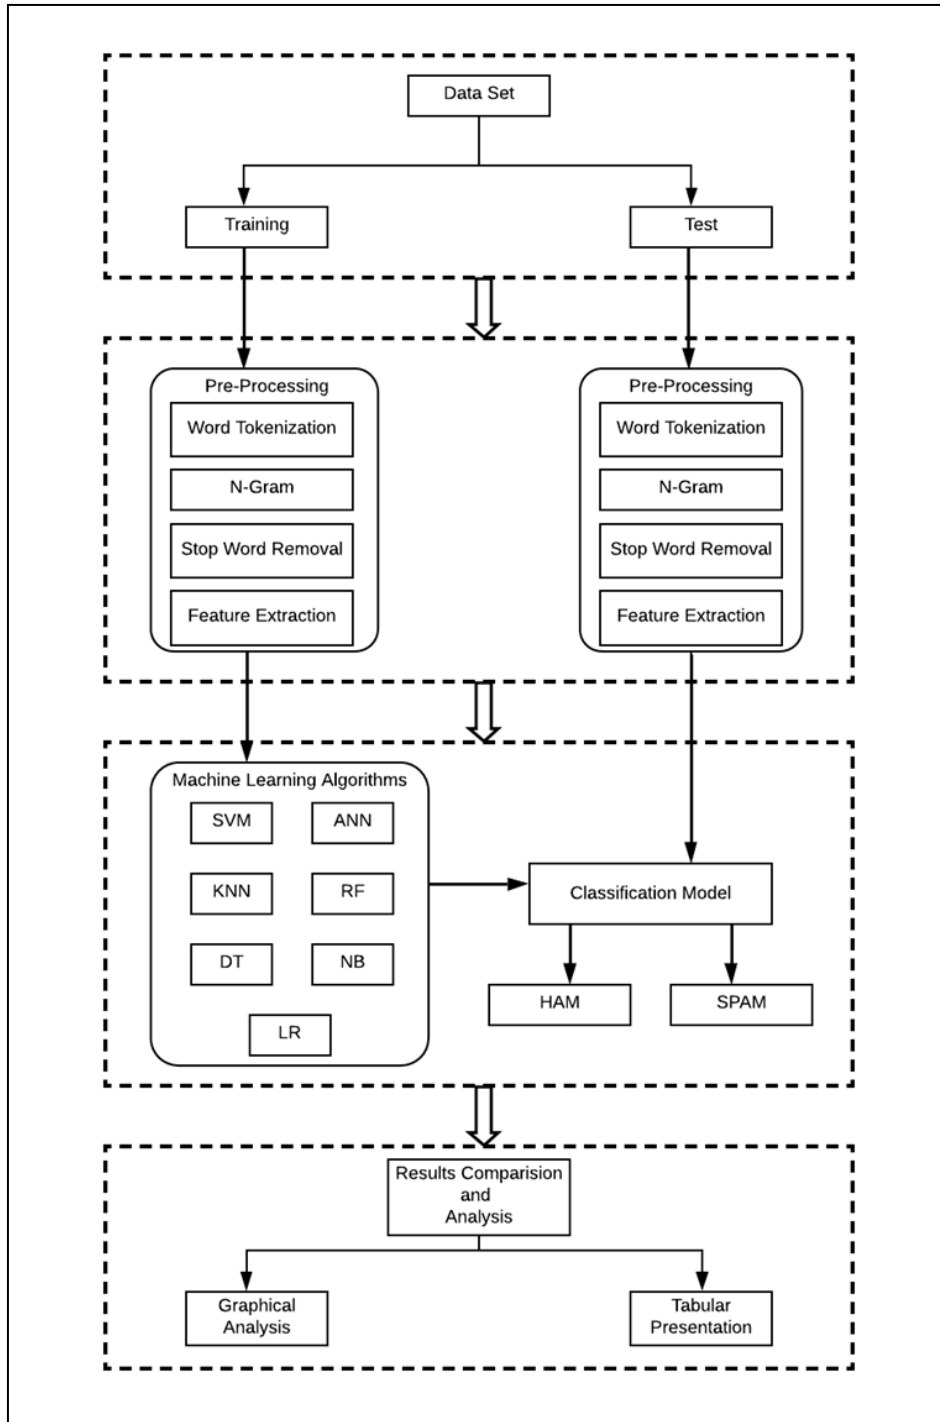 Data Set
Training
Test
Pre-Processing
Word Tokenization
N-Gram
Stop Word Removal
Feature Extraction
Pre-Processing
Word Tokenization
N-Gram
Stop Word Removal
Feature Extraction
Machine Learning Algorithms
SVM
ANN
KNN
RF
DT
NB
LR
Classification Model
HAM
SPAM
Results Comparision
and
Analysis
Graphical
Analysis
Tabular
Presentation